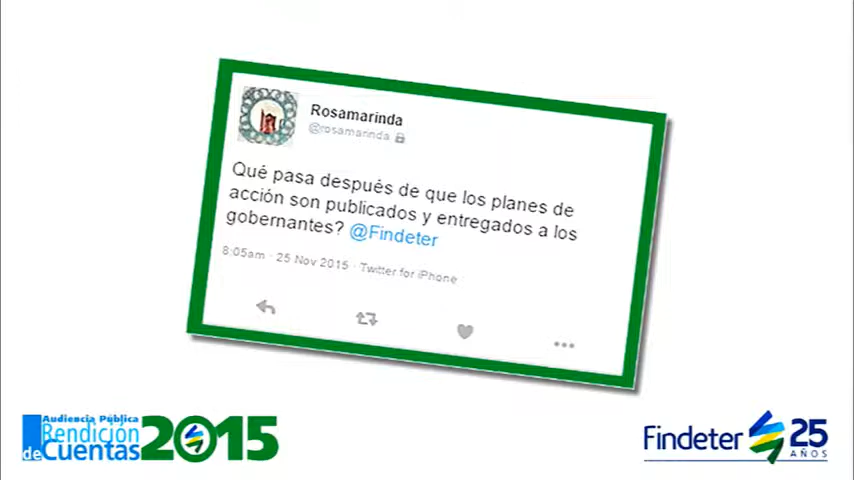 Rosamarinda
@rosamarinda
Qué pasa después de que los planes de
acción son publicados y entregados a los
gobernantes? @Findeter
8:05am · 25 Nov 2015 · Twitter for iPhone
Audiencia Pública
Rendición
de Cuentas 2015
Findeter 25
AÑOS